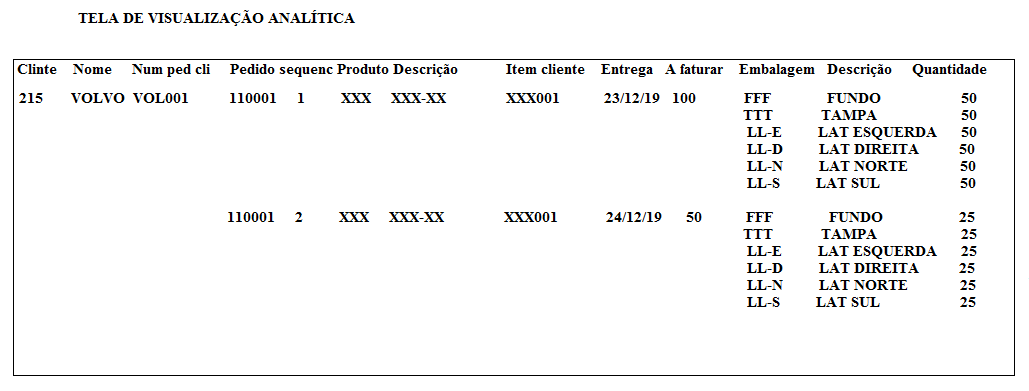 TELA DE VISUALIZAÇÃO ANALÍTICA
Clinte Nome Num ped cli Pedido sequenc Produto Descrição Item cliente Entrega A faturar Embalagem Descrição Quantidade
215 VOLVO VOL001 110001 1 XXX XXX-XX XXX001 23/12/19 100 FFF FUNDO 50
TTT TAMPA 50
LL-E LAT ESQUERDA 50
LL-D LAT DIREITA 50
LL-N LAT NORTE 50
LL-S LAT SUL 50
110001 2 XXX XXX-XX XXX001 24/12/19 50 FFF FUNDO 25
TTT TAMPA 25
LL-E LAT ESQUERDA 25
LL-D LAT DIREITA 25
LL-N LAT NORTE 25
LL-S LAT SUL 25